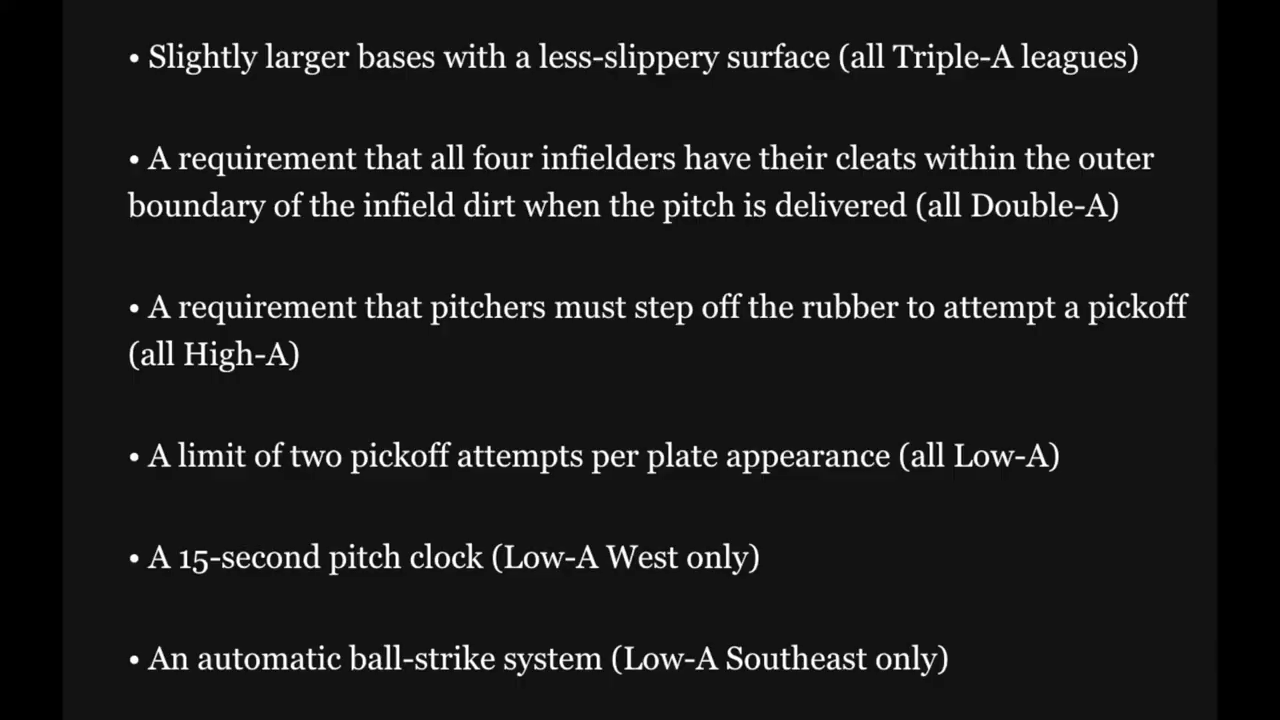 • Slightly larger bases with a less-slippery surface (all Triple-A leagues)
• A requirement that all four infielders have their cleats within the outer
boundary of the infield dirt when the pitch is delivered (all Double-A)
• A requirement that pitchers must step off the rubber to attempt a pickoff
(all High-A)
• A limit of two pickoff attempts per plate appearance (all Low-A)
• A 15-second pitch clock (Low-A West only)
• An automatic ball-strike system (Low-A Southeast only)